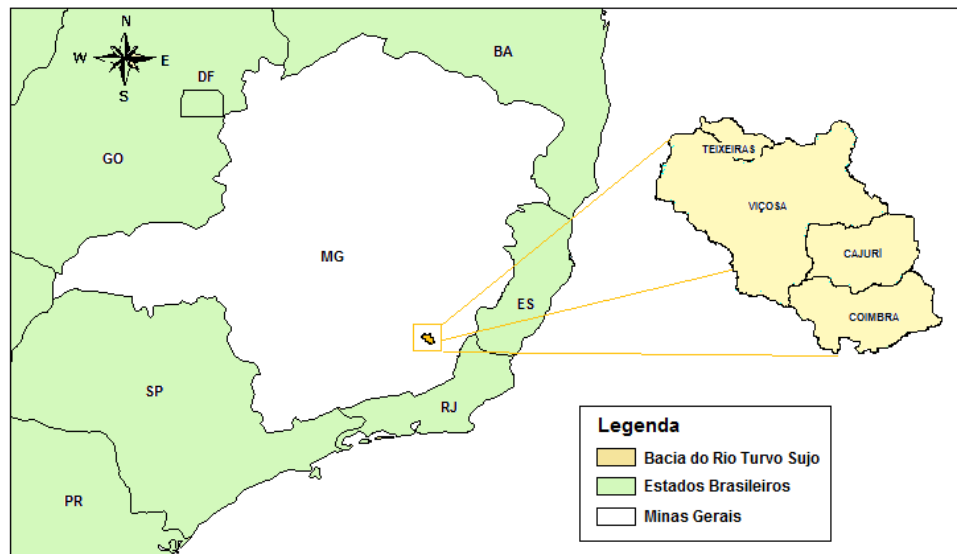 N
W E
S
DF
BA
GO
MG
ES
SP
RJ
PR
TEIXEIRAS
VIÇOSA
CAJURÍ
COIMBRA
Legenda
Bacia do Rio Turvo Sujo
Estados Brasileiros
Minas Gerais